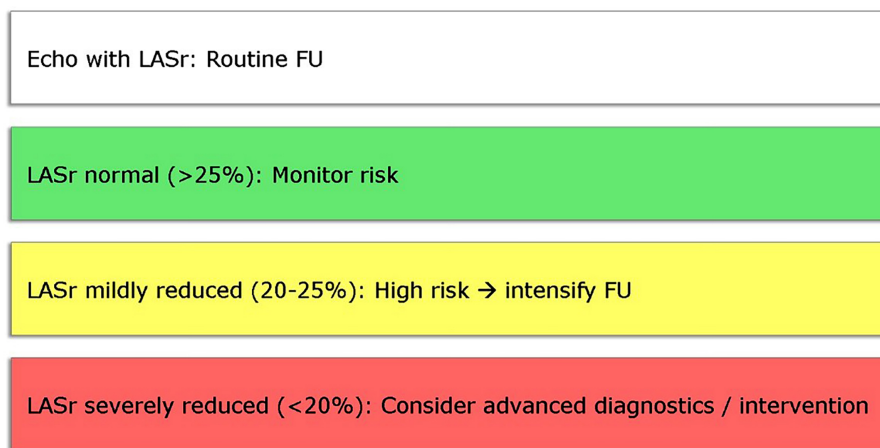 Echo with LASr: Routine FU
LASr normal (>25%): Monitor risk
LASr mildly reduced (20-25%): High risk → intensify FU
LASr severely reduced (<20%): Consider advanced diagnostics / intervention